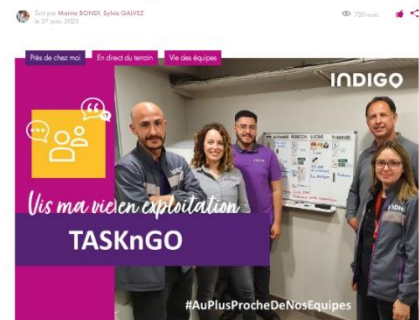 Écrit par Marina BONDI, Sylvie GALVEZ
le 27 janv. 2023
720 vues
Près de chez moi
En direct du terrain
Vie des équipes
INDIGO
Vis ma vie en exploitation
TASKnGO
#AuPlusProcheDeNosEquipes